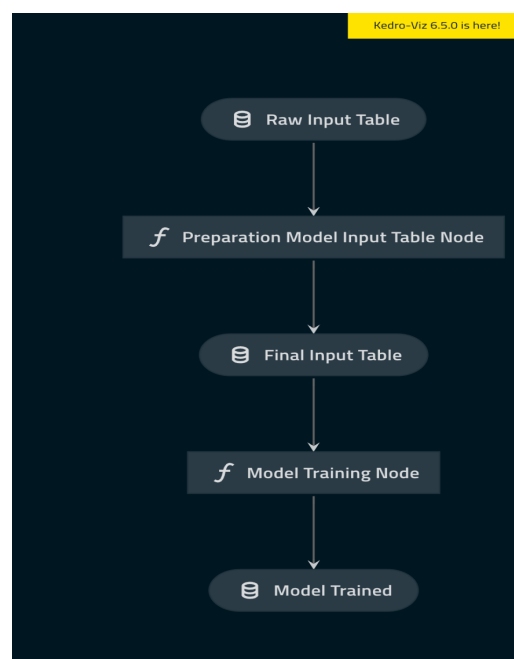 Kedro-Viz 6.5.0 is here!
Raw Input Table
Preparation Model Input Table Node
Final Input Table
Model Training Node
Model Trained